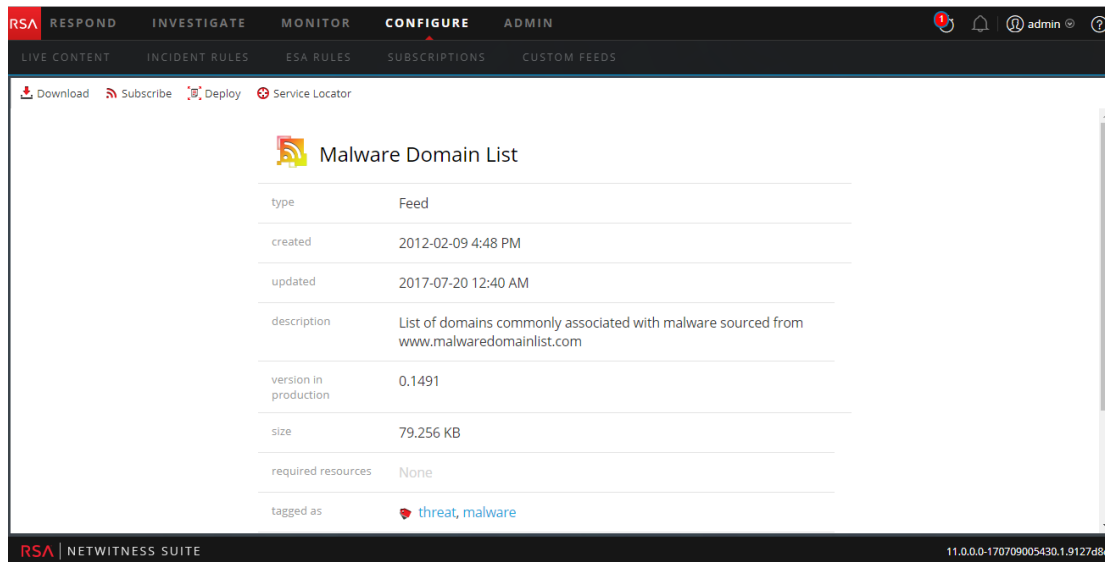 RSA RESPOND INVESTIGATE MONITOR CONFIGURE ADMIN 1 admin
LIVE CONTENT INCIDENT RULES ESA RULES SUBSCRIPTIONS CUSTOM FEEDS
Download Subscribe Deploy Service Locator
Malware Domain List
type Feed
created 2012-02-09 4:48 PM
updated 2017-07-20 12:40 AM
description List of domains commonly associated with malware sourced from
www.malwaredomainlist.com
version in
production 0.1491
size 79.256 KB
required resources None
tagged as threat, malware
RSA | NETWITNESS SUITE 11.0.0.0-170709005430.1.9127d8